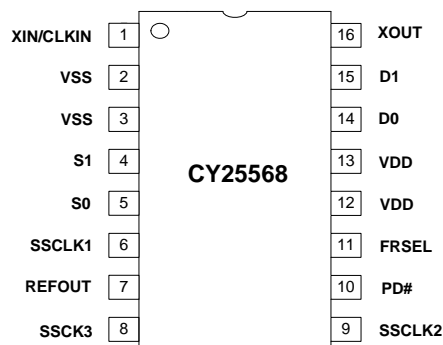 XIN/CLKIN 1 16 XOUT
VSS 2 15 D1
VSS 3 14 D0
S1 4 13 VDD
CY25568
S0 5 12 VDD
SSCLK1 6 11 FRSEL
REFOUT 7 10 PD#
SSCK3 8 9 SSCLK2